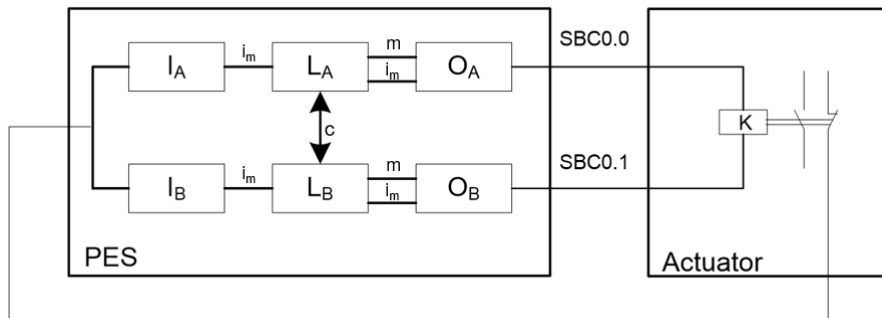 SBC0.0
I_A i_m L_A m i_m O_A
K
c
SBC0.1
I_B i_m L_B m i_m O_B
PES
Actuator